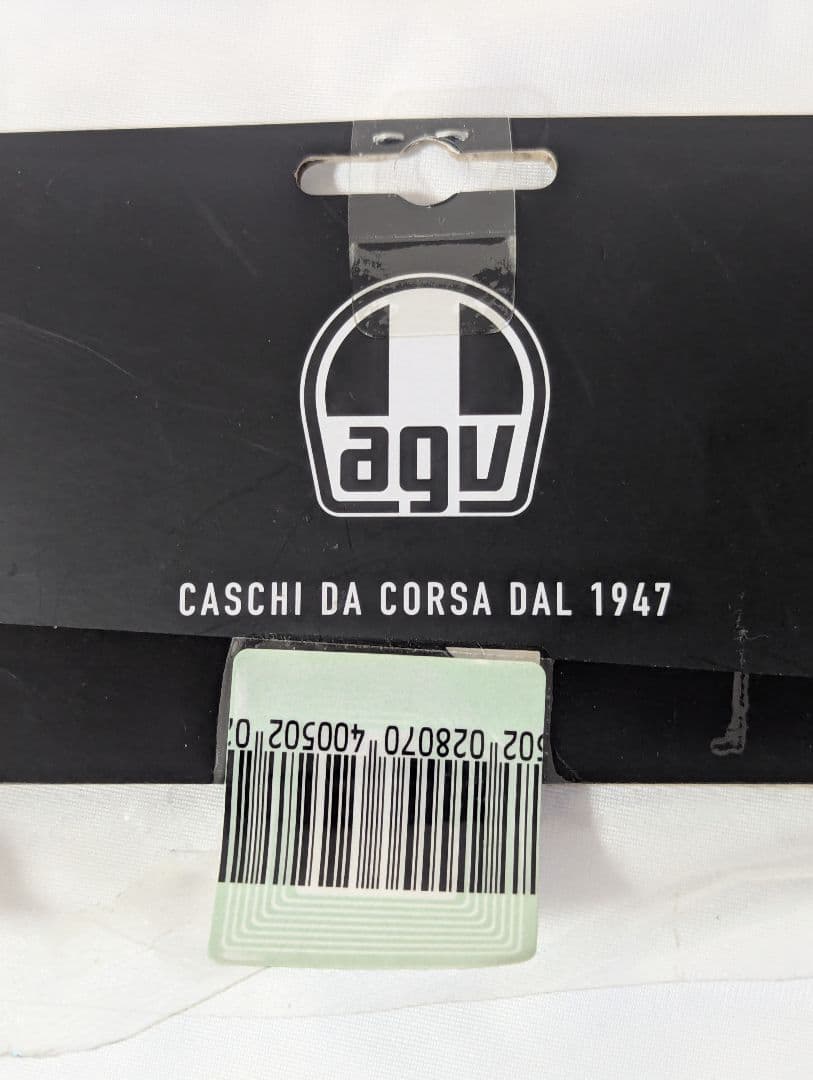 agv
CASCHI DA CORSA DAL 1947
502 028070 400502 0